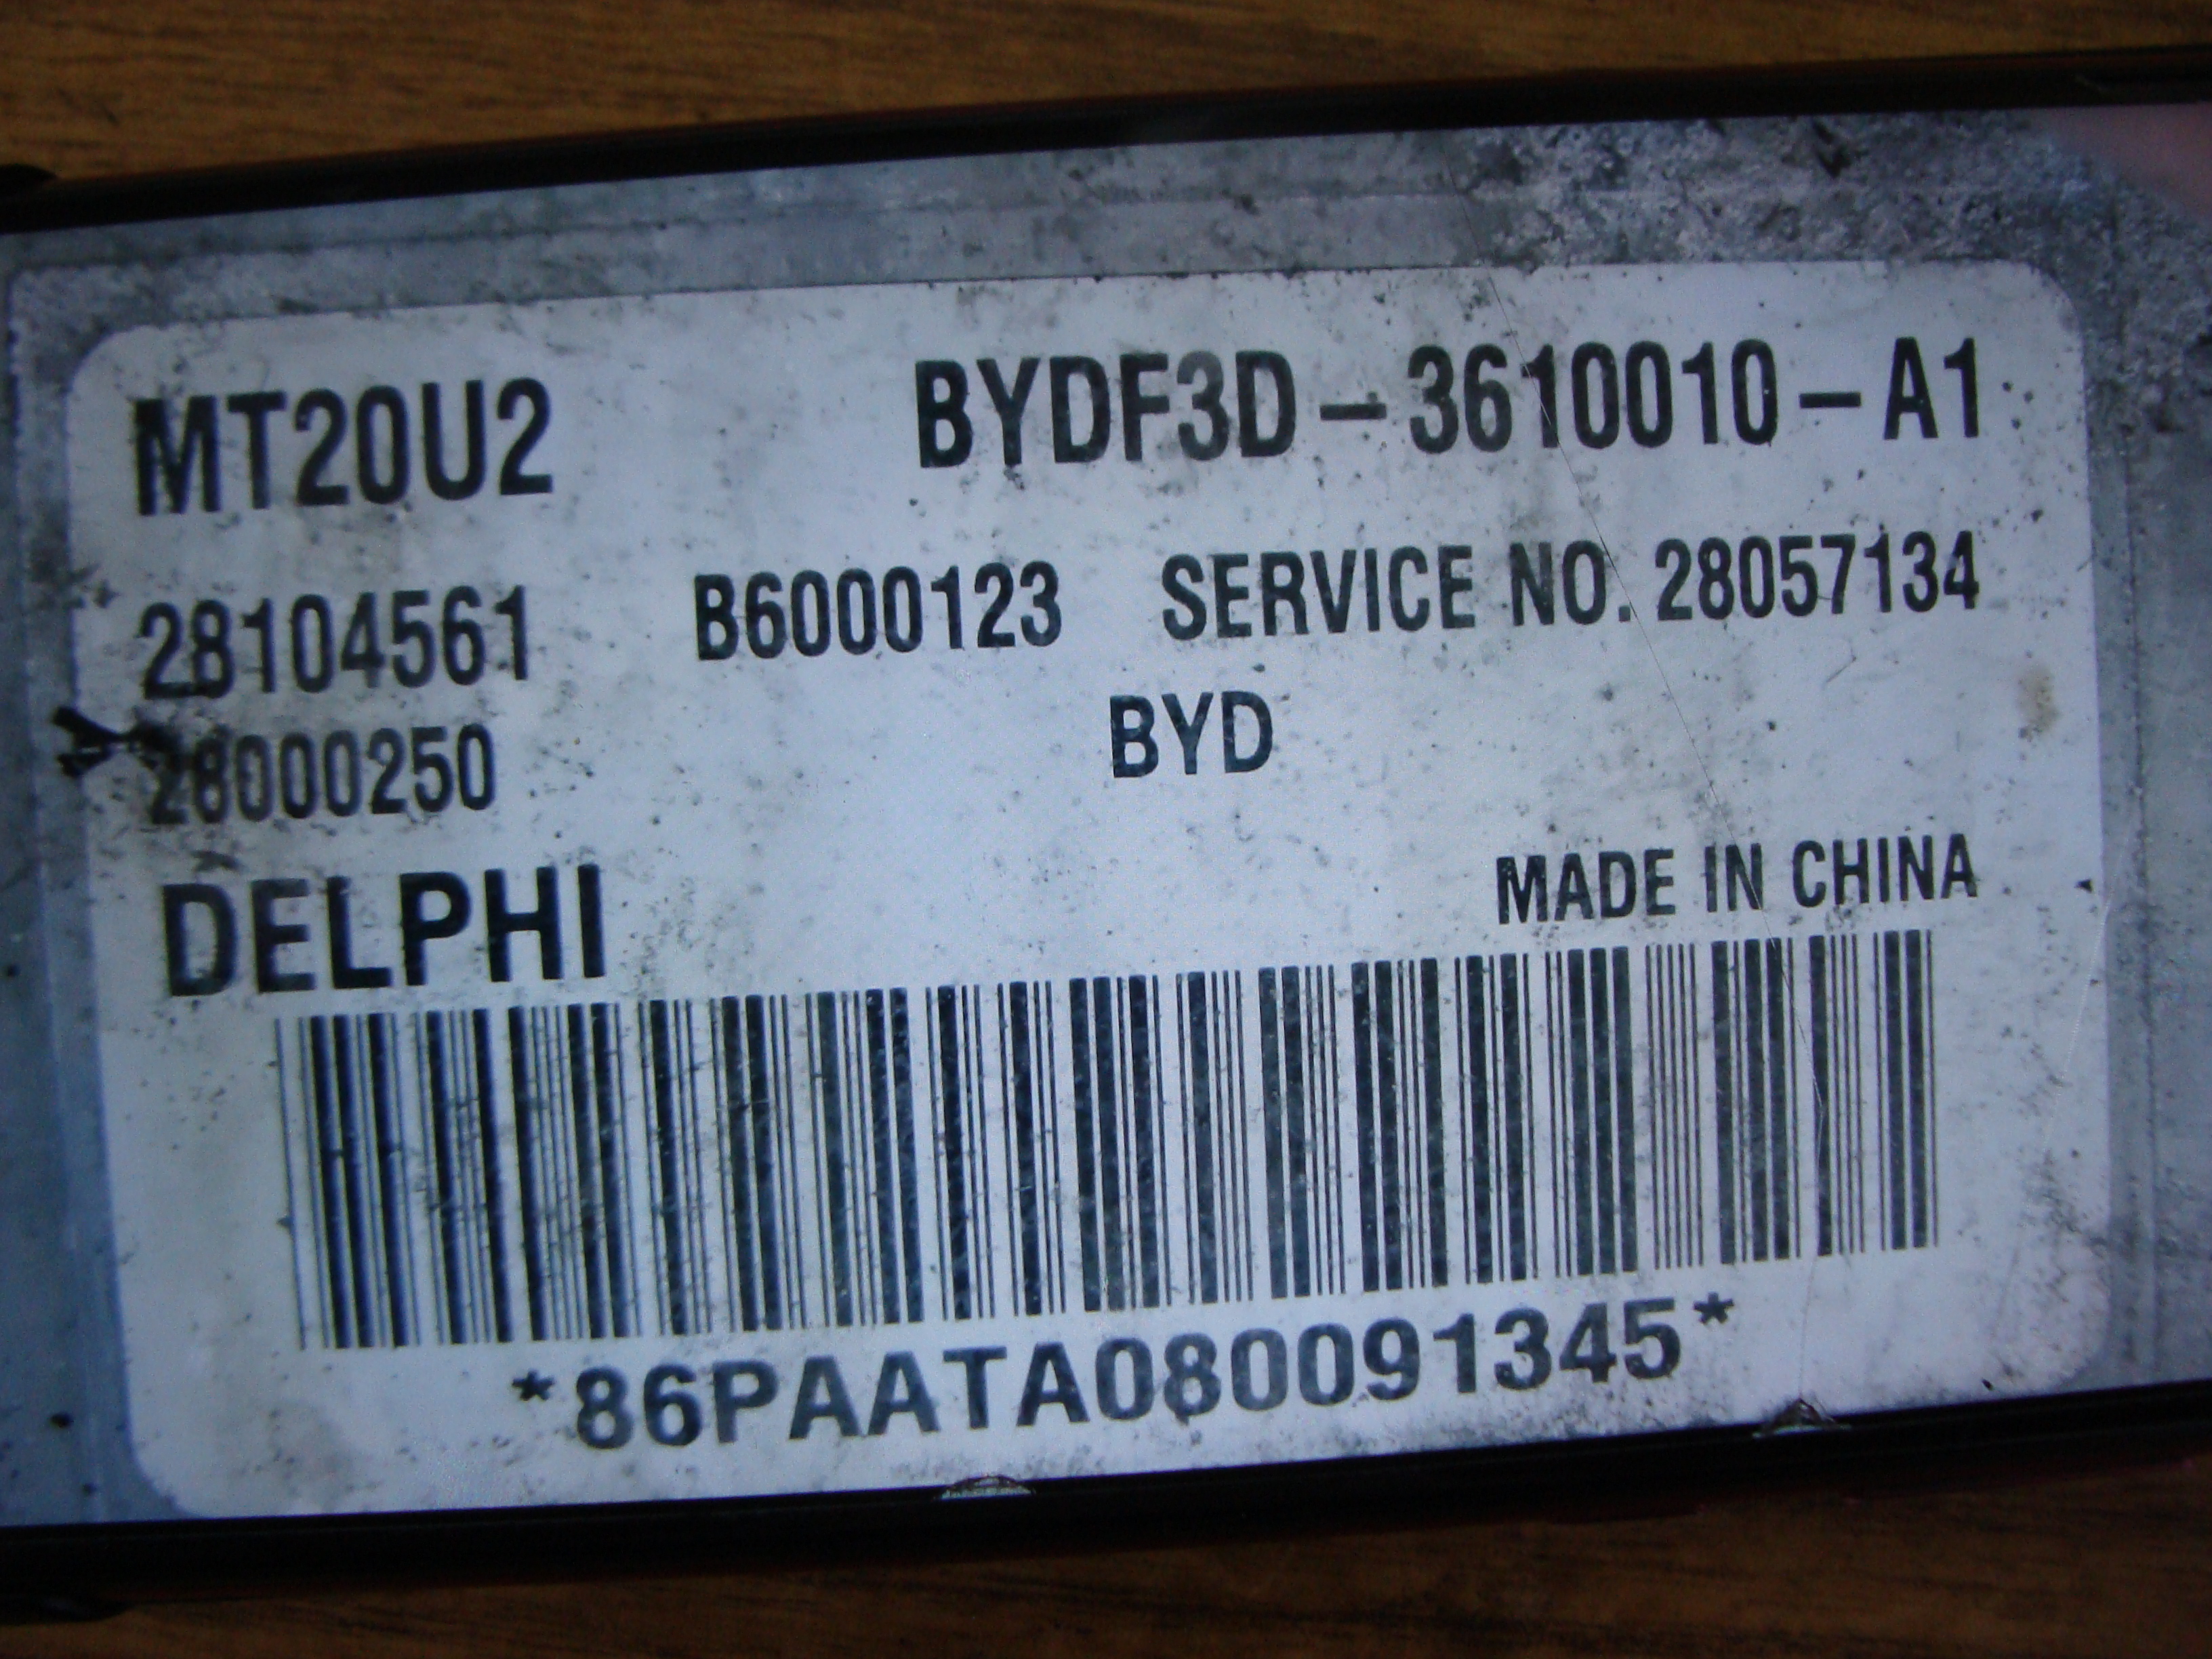 MT20U2 BYDF3D-3610010-A1
28104561 B6000123 SERVICE NO. 28057134
28000250 BYD
DELPHI MADE IN CHINA
*86PAATA080091345*